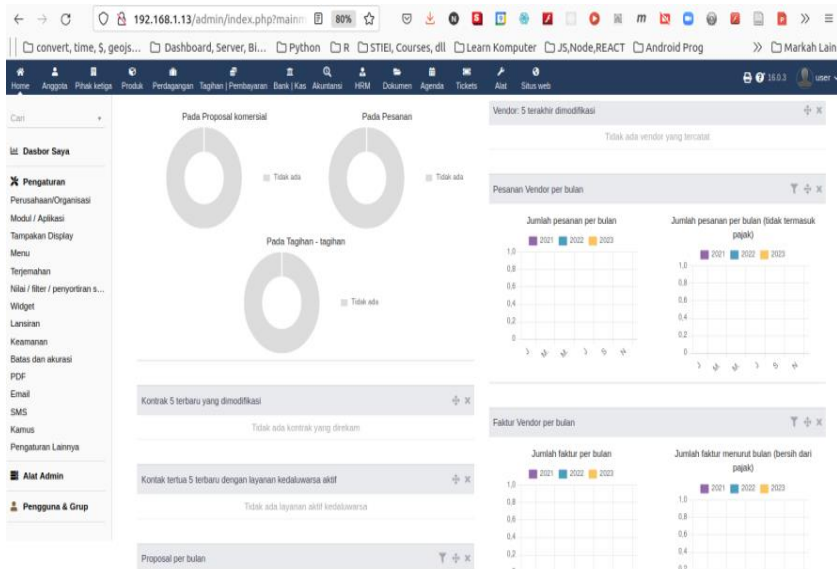 192.168.1.13/admin/index.php?mainm
80%
convert, time, $, geojs...
Dashboard, Server, Bi...
Python
R
STIEI, Courses, dll
Learn Komputer
JS,Node,REACT
Android Prog
Markah Lain
Home
Anggota
Pihak ketiga
Produk
Perdagangan
Tagihan | Pembayaran
Bank | Kas
Akuntansi
HRM
Dokumen
Agenda
Tickets
Alat
Situs web
16.0.3
user
Cari
Dasbor Saya
Pengaturan
Perusahaan/Organisasi
Modul / Aplikasi
Tampakan Display
Menu
Terjemahan
Nilai / filter / penyortiran s...
Widget
Lansiran
Keamanan
Batas dan akurasi
PDF
Email
SMS
Kamus
Pengaturan Lainnya
Alat Admin
Pengguna & Grup
Pada Proposal komersial
Tidak ada
Pada Pesanan
Tidak ada
Pada Tagihan - tagihan
Tidak ada
Kontrak 5 terbaru yang dimodifikasi
Tidak ada kontrak yang direkam
Kontak tertua 5 terbaru dengan layanan kedaluwarsa aktif
Tidak ada layanan aktif kedaluwarsa
Proposal per bulan
Vendor: 5 terakhir dimodifikasi
Tidak ada vendor yang tercatat
Pesanan Vendor per bulan
Jumlah pesanan per bulan
2021 2022 2023
1,0
0,8
0,6
0,4
0,2
0
J M M J S N
Jumlah pesanan per bulan (tidak termasuk
pajak)
2021 2022 2023
1,0
0,8
0,6
0,4
0,2
0
J M M J S N
Faktur Vendor per bulan
Jumlah faktur per bulan
2021 2022 2023
1,0
0,8
0,6
0,4
0,2
Jumlah faktur menurut bulan (bersih dari
pajak)
2021 2022 2023
1,0
0,8
0,6
0,4
0,2